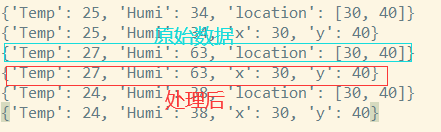 {'Temp': 25, 'Humi': 34, 'location': [30, 40]}
{'Temp': 25, 'Humi': 34, 'x': 30, 'y': 40}
原始数据
{'Temp': 27, 'Humi': 63, 'location': [30, 40]}
{'Temp': 27, 'Humi': 63, 'x': 30, 'y': 40}
{'Temp': 24, 'Humi': 38, 'location': [30, 40]}
处理后
{'Temp': 24, 'Humi': 38, 'x': 30, 'y': 40}